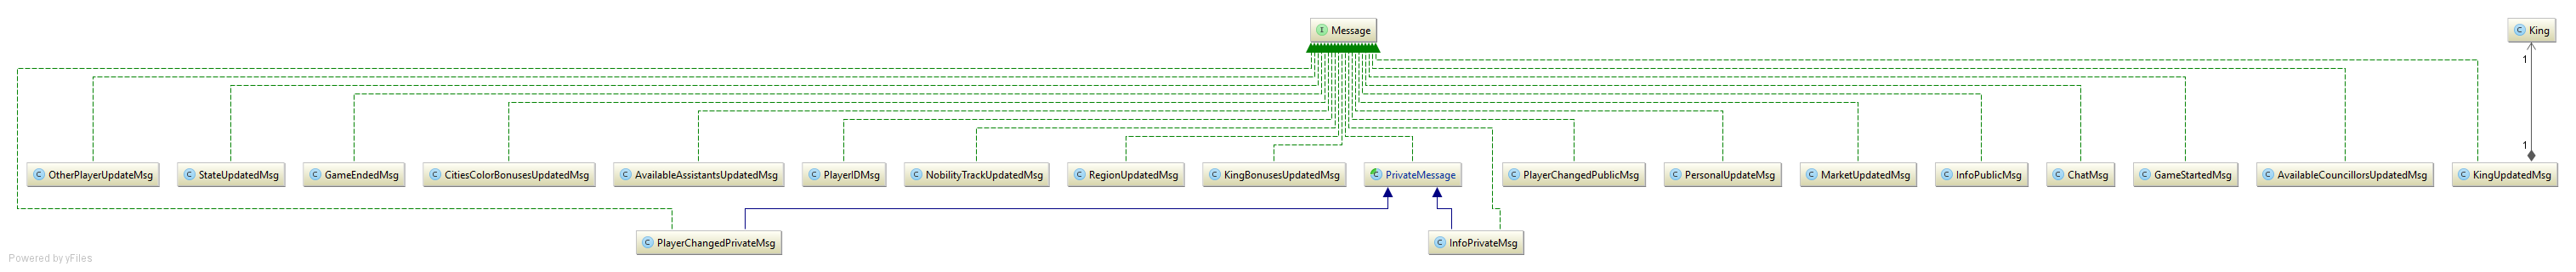 Message
King
1
1
OtherPlayerUpdateMsg
StateUpdatedMsg
GameEndedMsg
CitiesColorBonusesUpdatedMsg
AvailableAssistantsUpdatedMsg
PlayerIDMsg
NobilityTrackUpdatedMsg
RegionUpdatedMsg
KingBonusesUpdatedMsg
PrivateMessage
PlayerChangedPublicMsg
PersonalUpdateMsg
MarketUpdatedMsg
InfoPublicMsg
ChatMsg
GameStartedMsg
AvailableCouncillorsUpdatedMsg
KingUpdatedMsg
PlayerChangedPrivateMsg
InfoPrivateMsg
Powered by yFiles